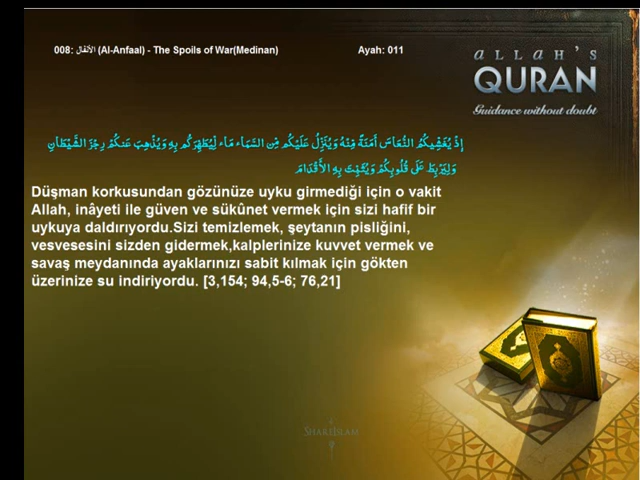 008: الأنفال (Al-Anfaal) - The Spoils of War(Medinan) Ayah: 011
ALLAH'S
QURAN
Guidance without doubt
إِذْ يُغَشِّيكُمُ النُّعَاسَ أَمَنَةً مِّنْهُ وَيُنَزِّلُ عَلَيْكُم مِّنَ السَّمَاءِ مَاءً لِّيُطَهِّرَكُم بِهِ وَيُذْهِبَ عَنكُمْ رِجْزَ الشَّيْطَانِ
وَلِيَرْبِطَ عَلَى قُلُوبِكُمْ وَيُثَبِّتَ بِهِ الأَقْدَامَ
Düşman korkusundan gözünüze uyku girmediği için o vakit
Allah, inâyeti ile güven ve sükûnet vermek için sizi hafif bir
uykuya daldırıyordu.Sizi temizlemek, şeytanın pisliğini,
vesvesesini sizden gidermek,kalplerinize kuvvet vermek ve
savaş meydanında ayaklarınızı sabit kılmak için gökten
üzerinize su indiriyordu. [3,154; 94,5-6; 76,21]
SHARIISLAM